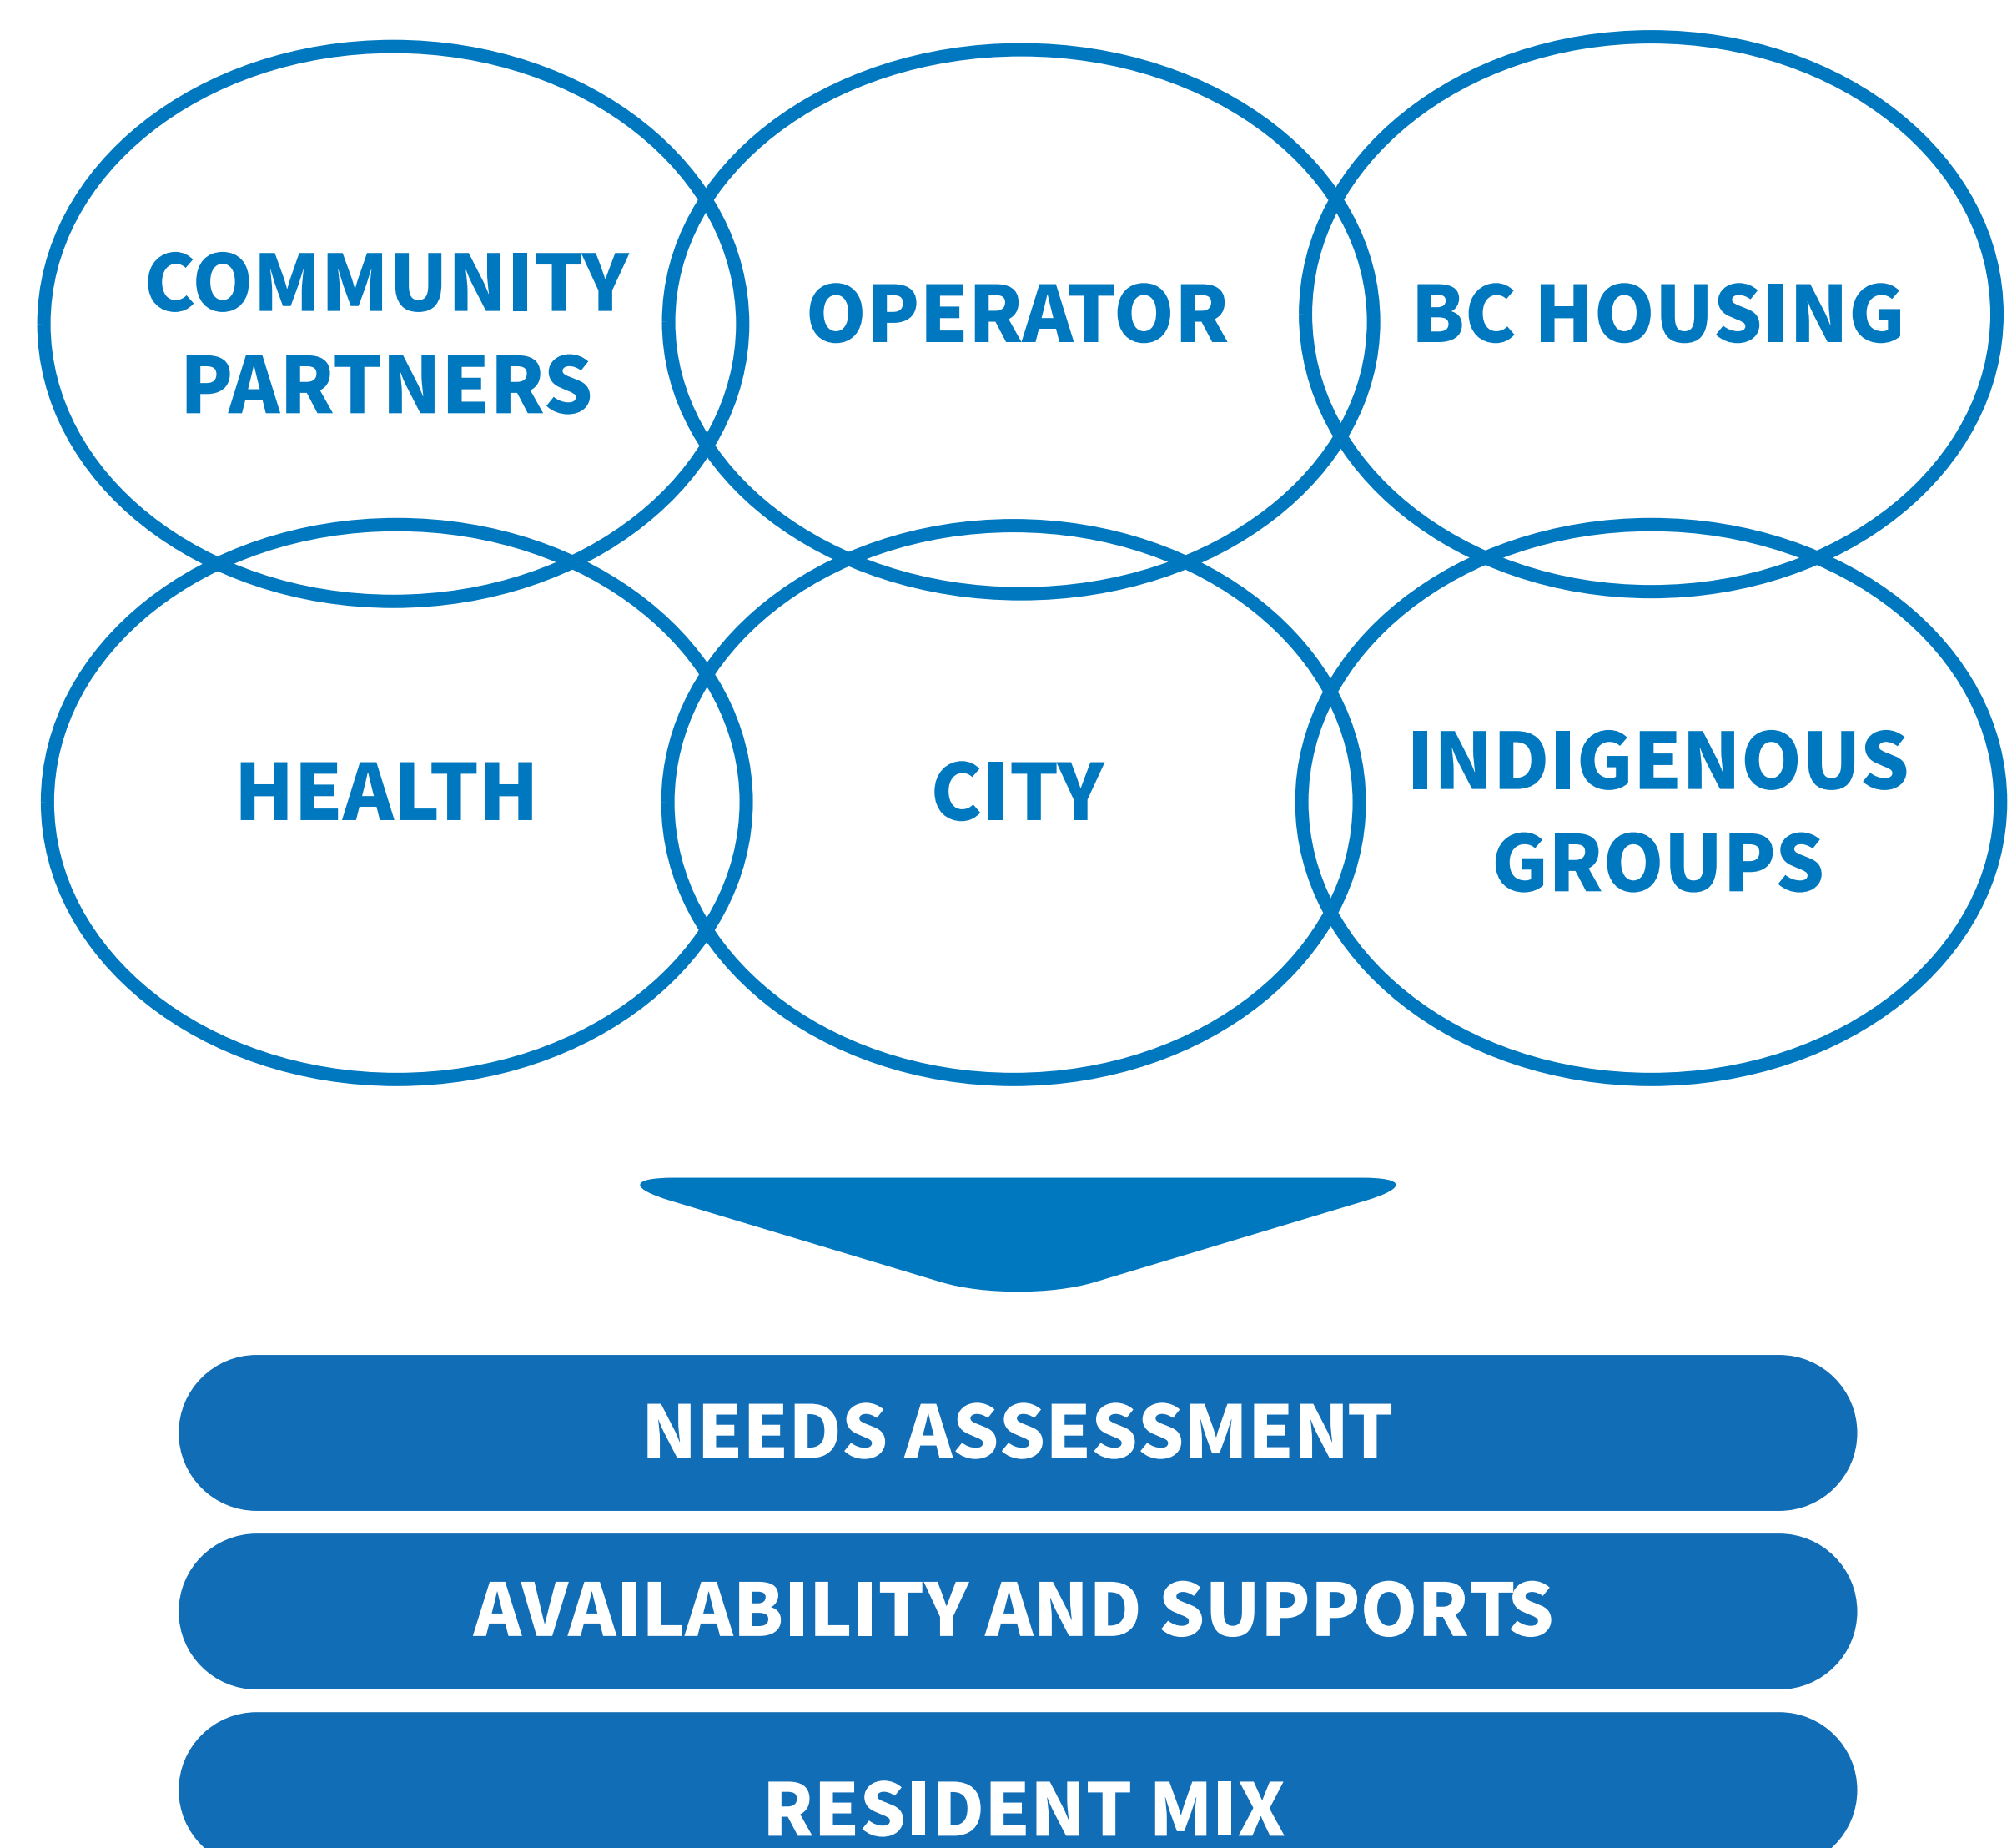 COMMUNITY
PARTNERS
OPERATOR
BC HOUSING
HEALTH
CITY
INDIGENOUS
GROUPS
NEEDS ASSESSMENT
AVAILABILITY AND SUPPORTS
RESIDENT MIX